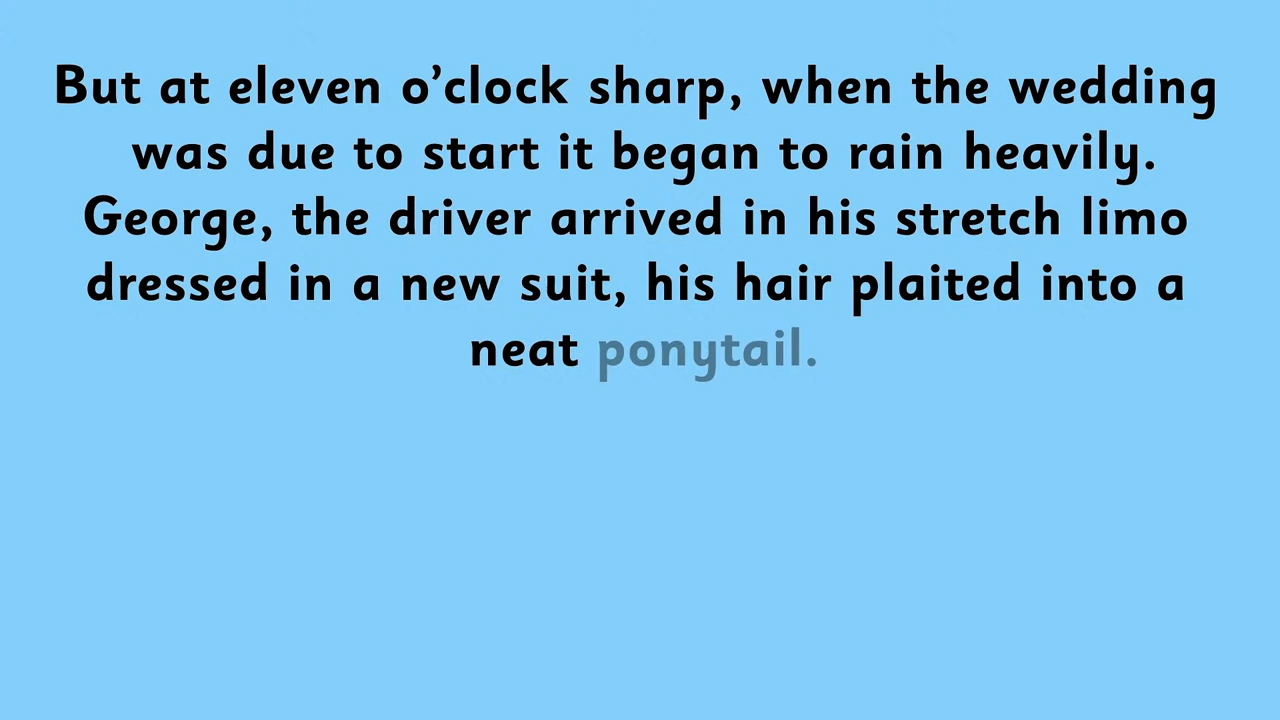 But at eleven o’clock sharp, when the wedding
was due to start it began to rain heavily.
George, the driver arrived in his stretch limo
dressed in a new suit, his hair plaited into a
neat ponytail.